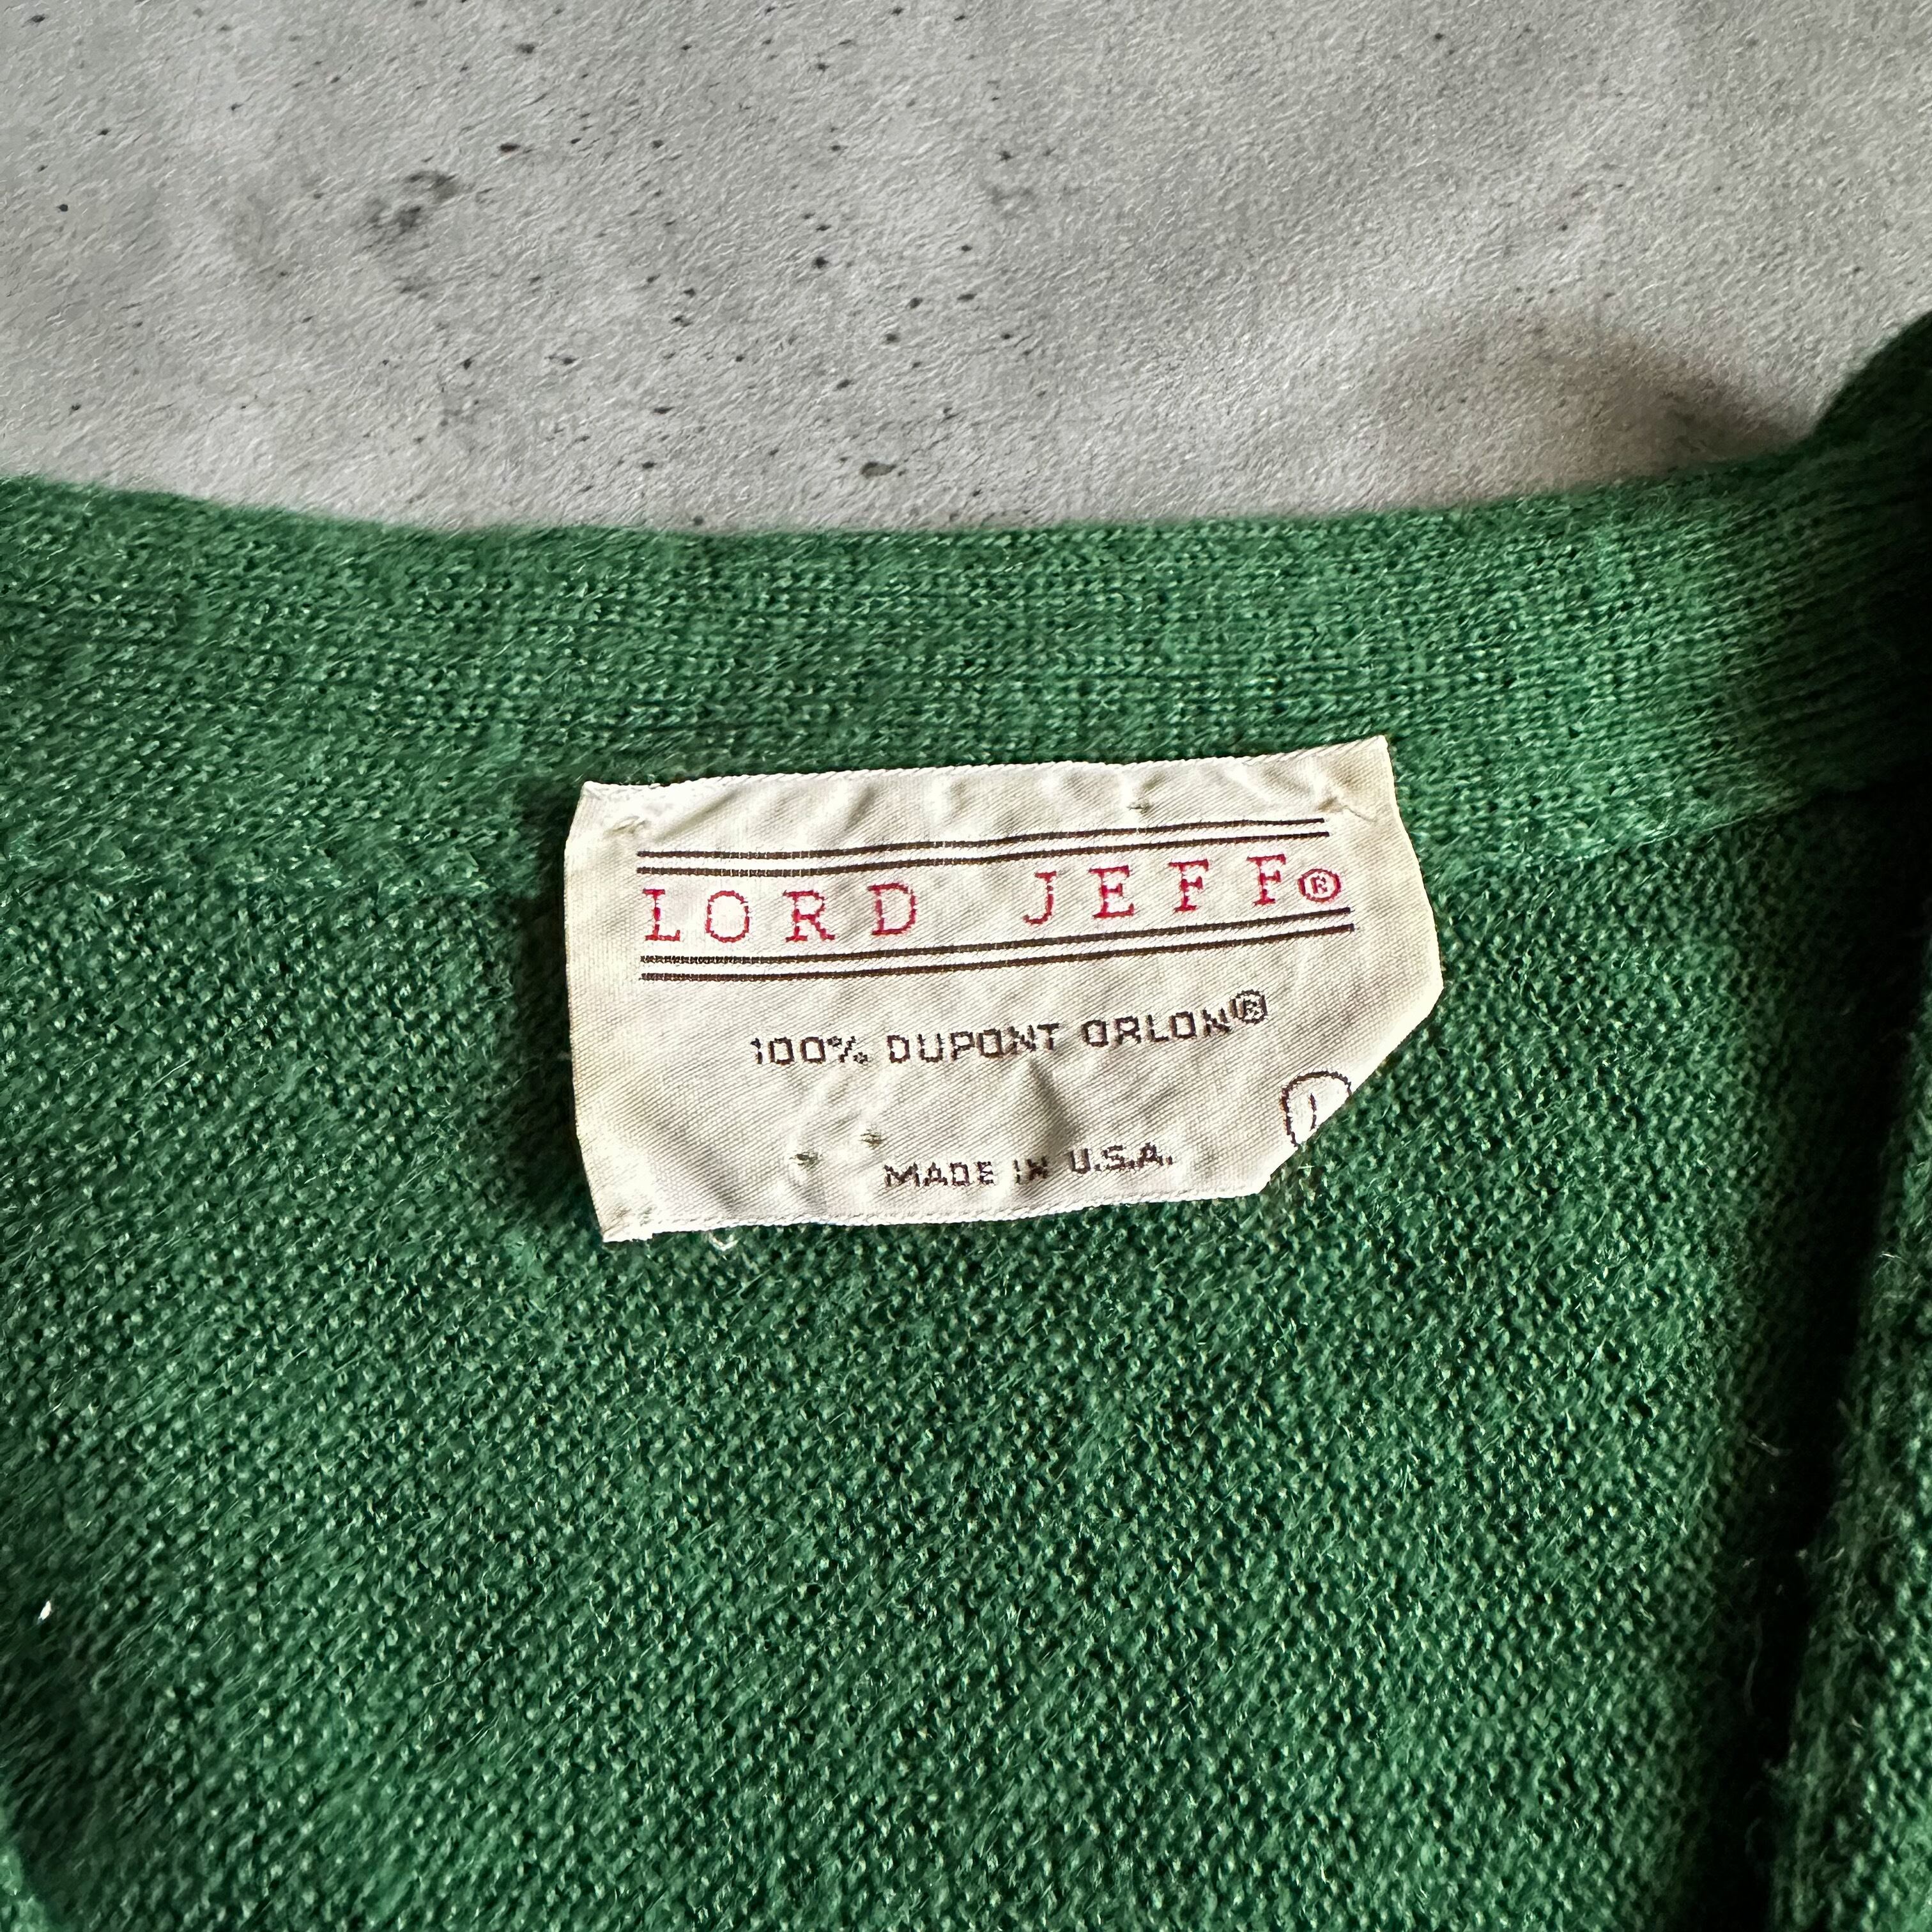 LORD JEFF®
100% DUPONT ORLON®
MADE IN U.S.A.